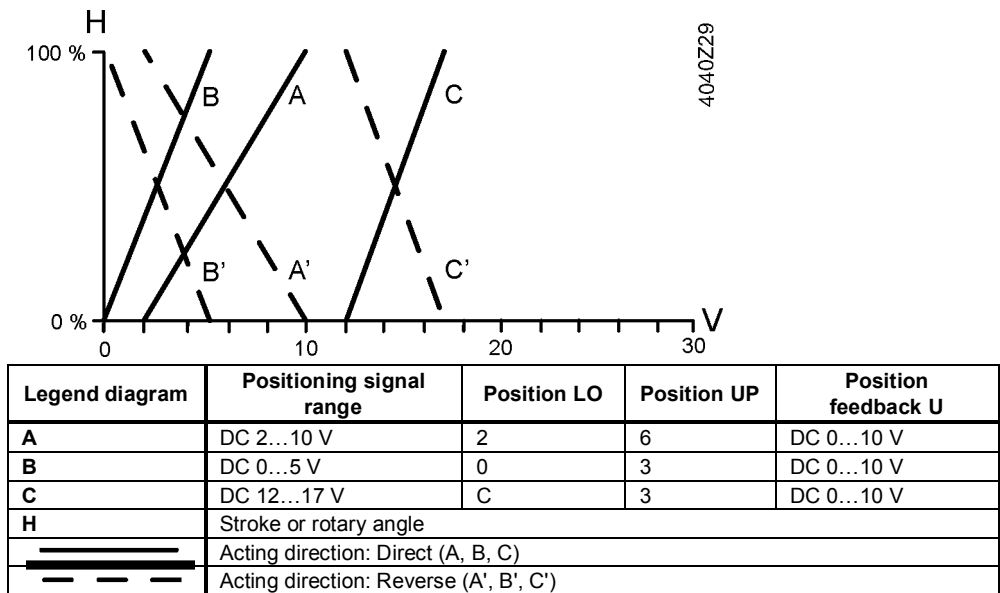 H
4040Z29
100 %
B
A
C
B’
A’
C’
0 %
V
0
10
20
30
Legend diagram
Positioning signal
range
Position LO
Position UP
Position
feedback U
A
DC 2…10 V
2
6
DC 0…10 V
B
DC 0…5 V
0
3
DC 0…10 V
C
DC 12…17 V
C
3
DC 0…10 V
H
Stroke or rotary angle
Acting direction: Direct (A, B, C)
Acting direction: Reverse (A', B', C')